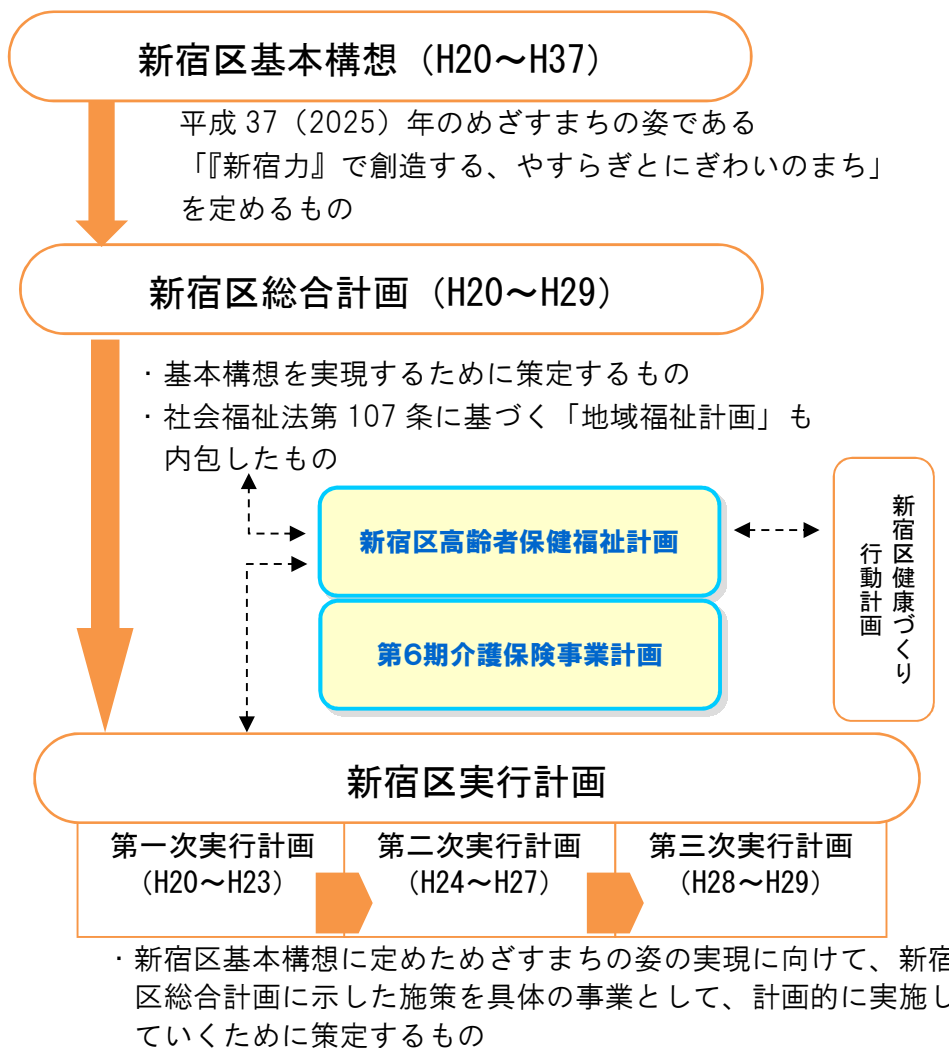 新宿区基本構想（H20～H37）
平成 37（2025）年のめざすまちの姿である
「『新宿力』で創造する、やすらぎとにぎわいのまち」
を定めるもの
新宿区総合計画（H20～H29）
・基本構想を実現するために策定するもの
・社会福祉法第 107 条に基づく「地域福祉計画」も
内包したもの
新宿区高齢者保健福祉計画
第6期介護保険事業計画
新宿区健康づくり
行動計画
新宿区実行計画
第一次実行計画
（H20～H23）
第二次実行計画
（H24～H27）
第三次実行計画
（H28～H29）
・新宿区基本構想に定めためざすまちの姿の実現に向けて、新宿
区総合計画に示した施策を具体の事業として、計画的に実施し
ていくために策定するもの